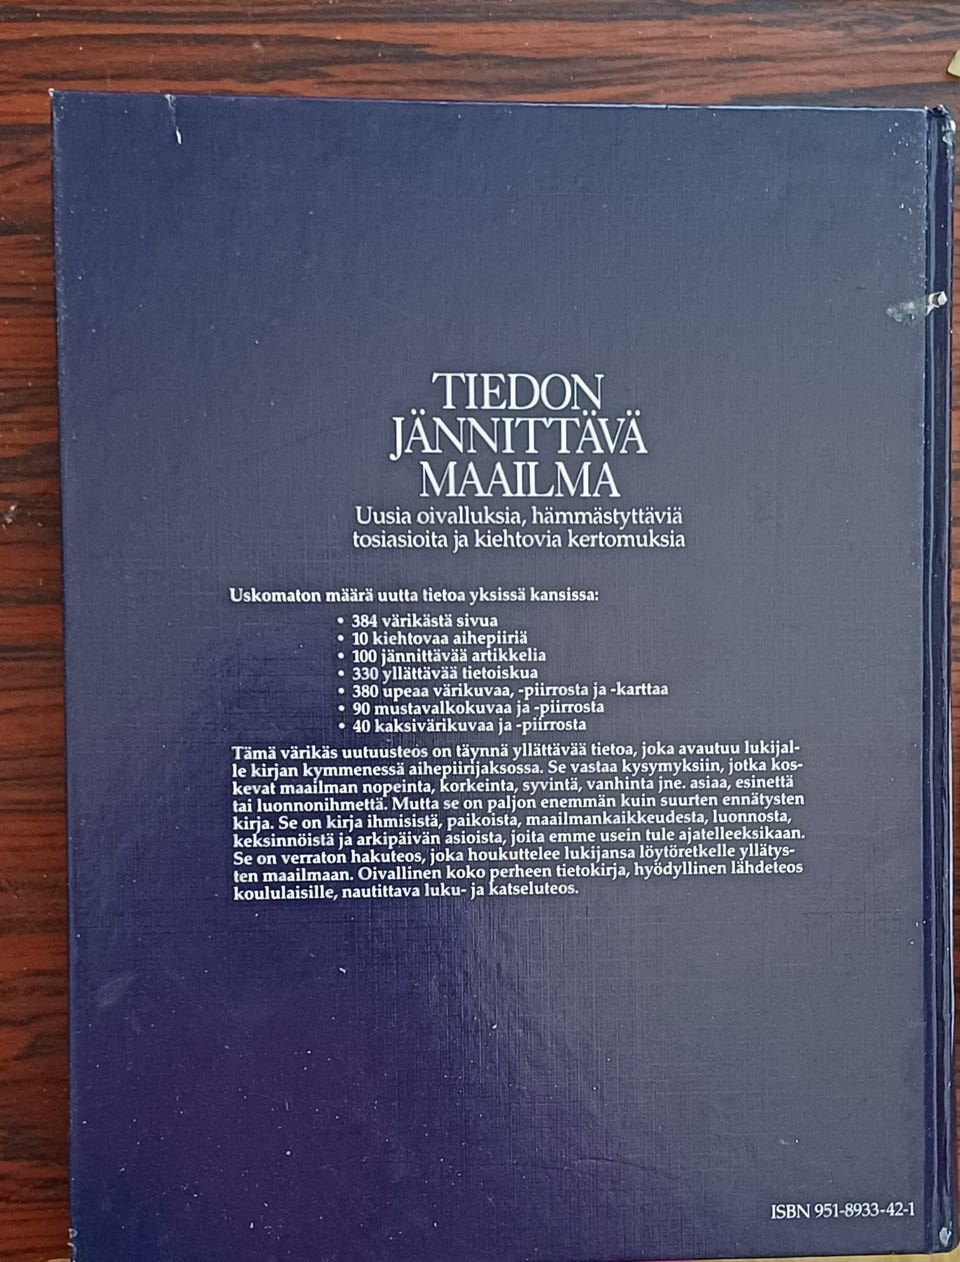 TIEDON
JÄNNITTÄVÄ
MAAILMA
Uusia oivalluksia, hämmästyttäviä
tosiasioita ja kiehtovia kertomuksia
Uskomaton määrä uutta tietoa yksissä kansissa:
• 384 värikästä sivua
• 10 kiehtovaa aihepiiriä
• 100 jännittävää artikkelia
• 330 yllättävää tietoiskua
• 380 upeaa värikuvaa, -piirrosta ja -karttaa
• 90 mustavalkokuvaa ja -piirrosta
• 40 kaksivärikuvaa ja -piirrosta
Tämä värikäs uutuusteos on täynnä yllättävää tietoa, joka avautuu lukijal-
le kirjan kymmenessä aihepiirijaksossa. Se vastaa kysymyksiin, jotka kos-
kevat maailman nopeinta, korkeinta, syvintä, vanhinta jne. asiaa, esinettä
tai luonnonihmettä. Mutta se on paljon enemmän kuin suurten ennätysten
kirja. Se on kirja ihmisistä, paikoista, maailmankaikkeudesta, luonnosta,
keksinnöistä ja arkipäivän asioista, joita emme usein tule ajatelleeksikaan.
Se on verraton hakuteos, joka houkuttelee lukijansa löytöretkelle yllätys-
ten maailmaan. Oivallinen koko perheen tietokirja, hyödyllinen lähdeteos
koululaisille, nautittava luku- ja katseluteos.
ISBN 951-8933-42-1